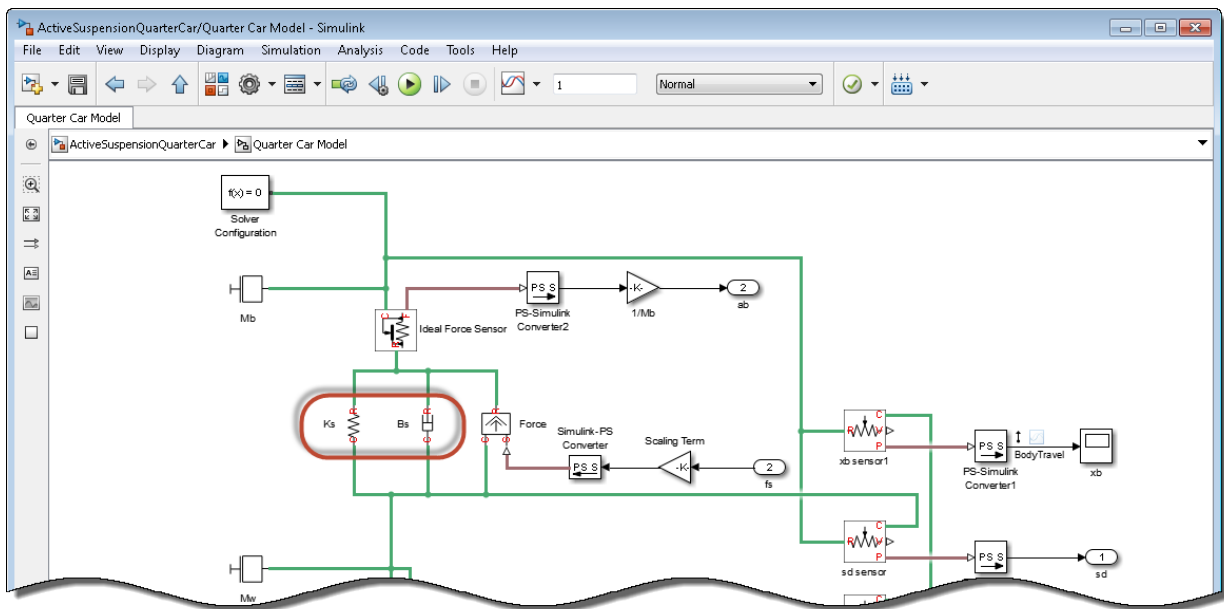 ActiveSuspensionQuarterCar/Quarter Car Model - Simulink
File Edit View Display Diagram Simulation Analysis Code Tools Help
1 Normal
Quarter Car Model
ActiveSuspensionQuarterCar Quarter Car Model
f(x) = 0
Solver
Configuration
Mb
C F
R
Ideal Force Sensor
PS S
PS-Simulink
Converter2
-K-
1/Mb
2
ab
Ks
R
C
Bs
R
C
R
C S
Force
Simulink-PS
Converter
PS S
Scaling Term
-K-
2
fs
R C V P
xb sensor1
PS S
PS-Simulink
Converter1
BodyTravel
xb
R C V P
sd sensor
PS S
1
sd
Mw
C